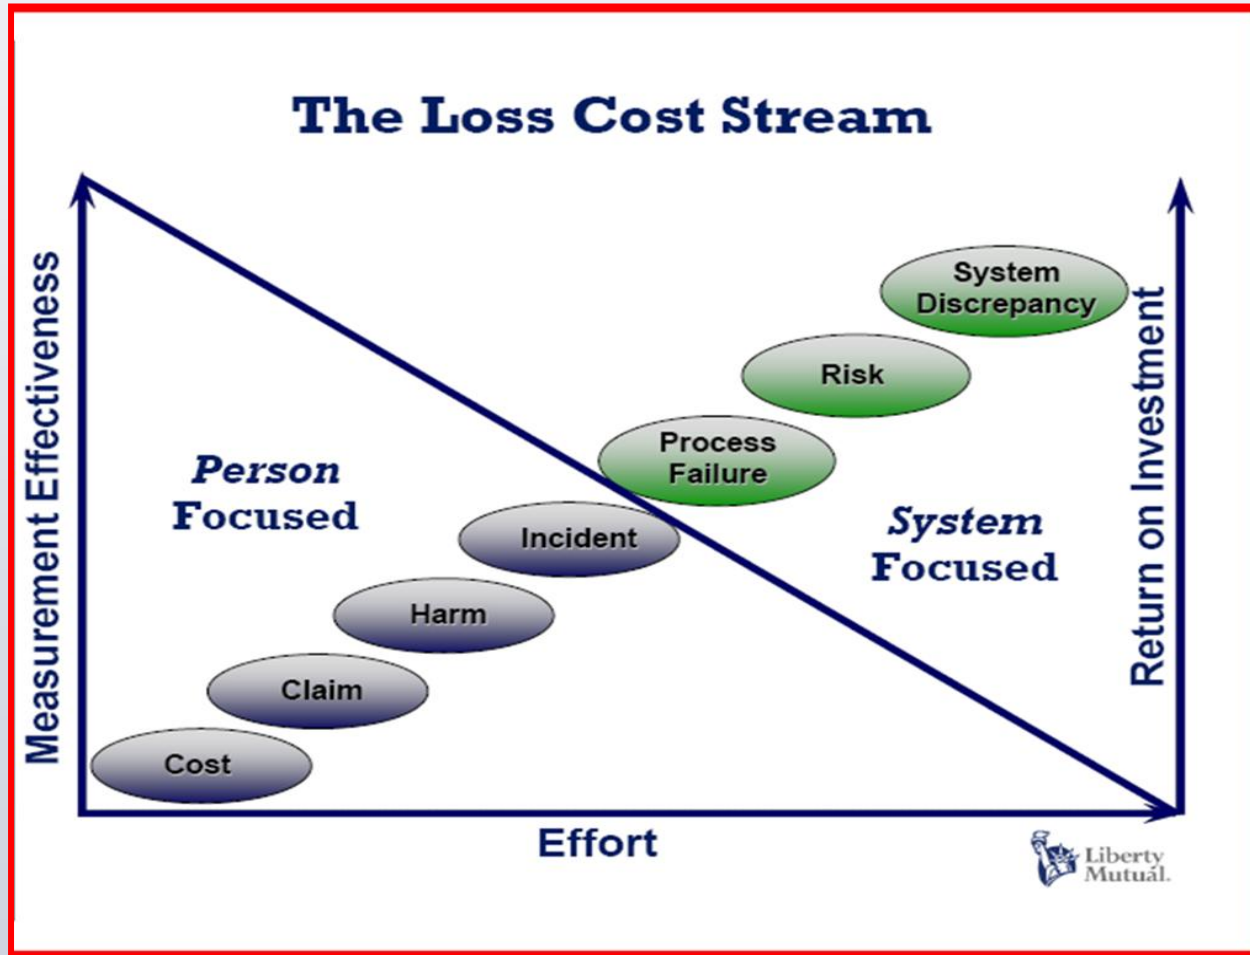 The Loss Cost Stream
Measurement Effectiveness
System
Discrepancy
Risk
Process
Failure
Person
Focused
Incident
System
Focused
Return on Investment
Harm
Claim
Cost
Effort
Liberty
Mutual.